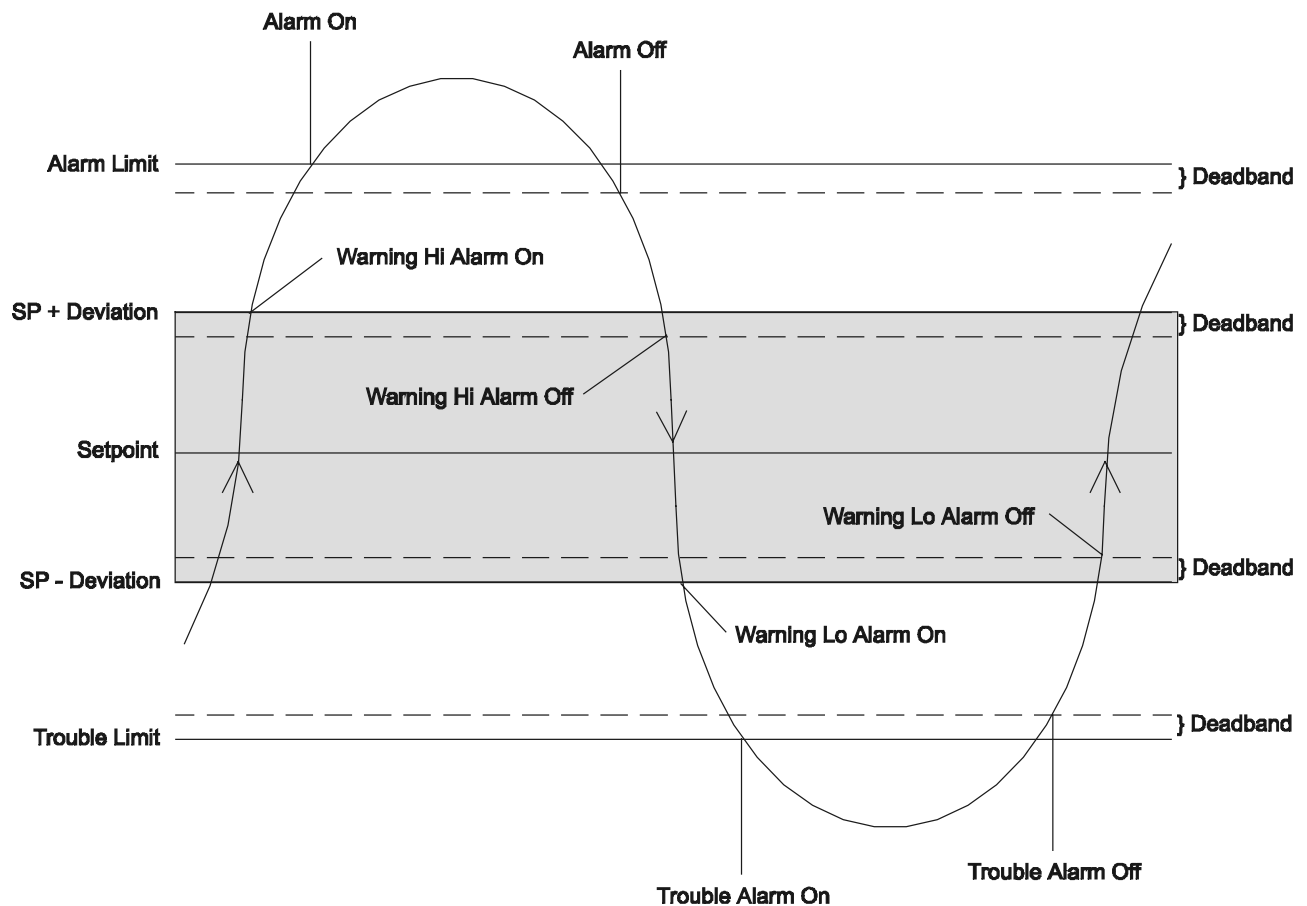 Alarm On
Alarm Off
Alarm Limit
} Deadband
Warning Hi Alarm On
SP + Deviation
} Deadband
Warning Hi Alarm Off
Setpoint
Warning Lo Alarm Off
SP - Deviation
} Deadband
Warning Lo Alarm On
Trouble Limit
} Deadband
Trouble Alarm Off
Trouble Alarm On